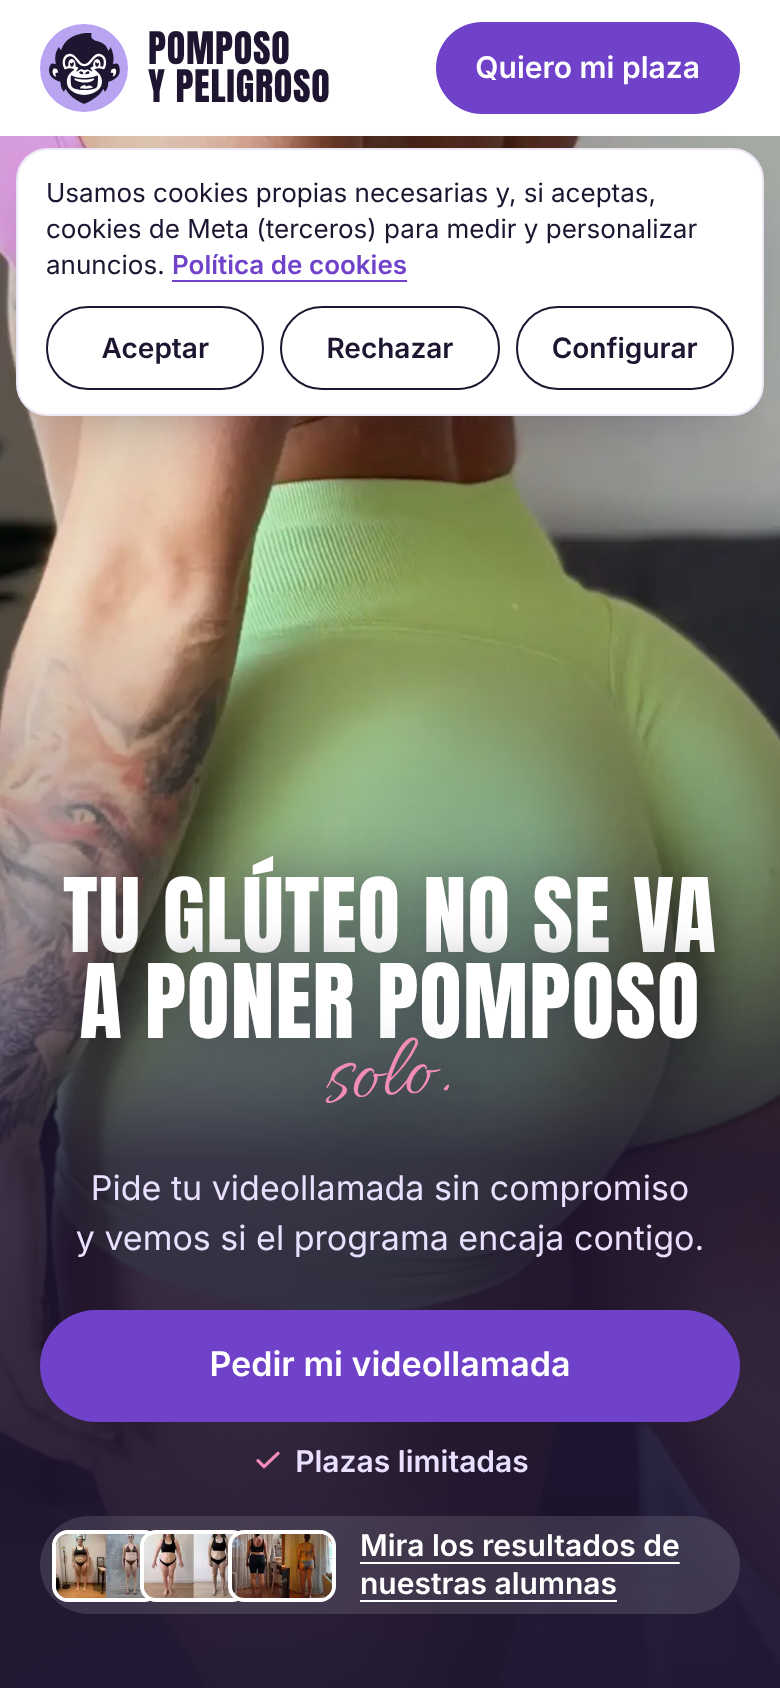 POMPOSO
Y PELIGROSO
Quiero mi plaza
Usamos cookies propias necesarias y, si aceptas,
cookies de Meta (terceros) para medir y personalizar
anuncios. Política de cookies
Aceptar
Rechazar
Configurar
TU GLÚTEO NO SE VA
A PONER POMPOSO
solo.
Pide tu videollamada sin compromiso
y vemos si el programa encaja contigo.
Pedir mi videollamada
Plazas limitadas
Mira los resultados de
nuestras alumnas